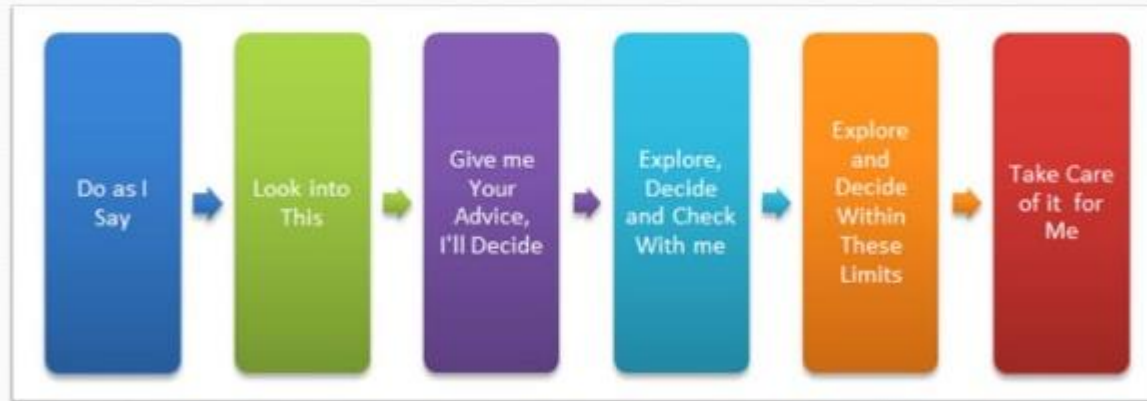 Do as I
Say
Look into
This
Give me
Your
Advice,
I'll Decide
Explore,
Decide
and Check
With me
Explore
and
Decide
Within
These
Limits
Take Care
of it for
Me